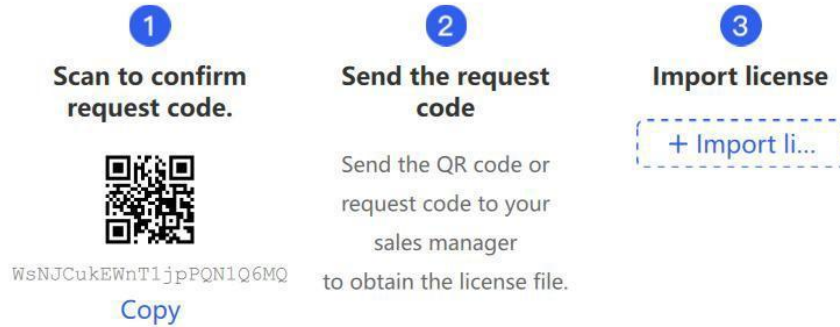 1
Scan to confirm
request code.
WsNJCukEWnT1jpPQN1Q6MQ
Copy
2
Send the request
code
Send the QR code or
request code to your
sales manager
to obtain the license file.
3
Import license
+ Import li...